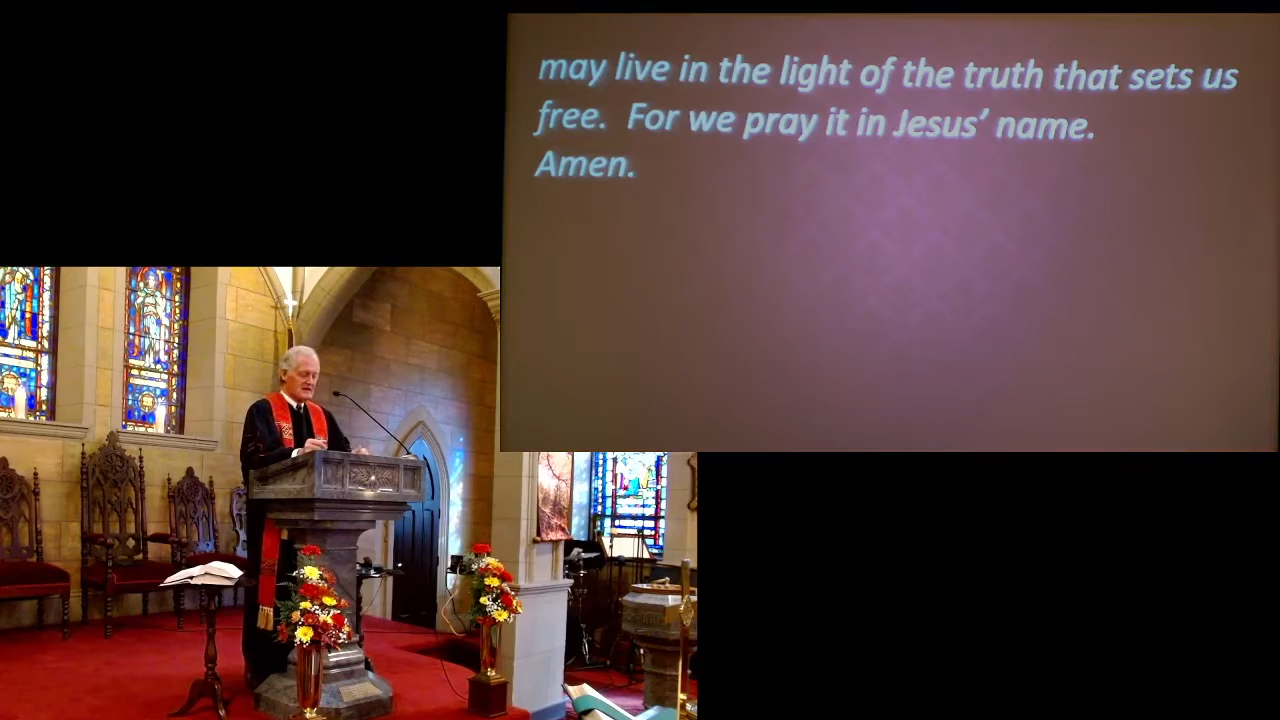 may live in the light of the truth that sets us
free.  For we pray it in Jesus’ name.
Amen.